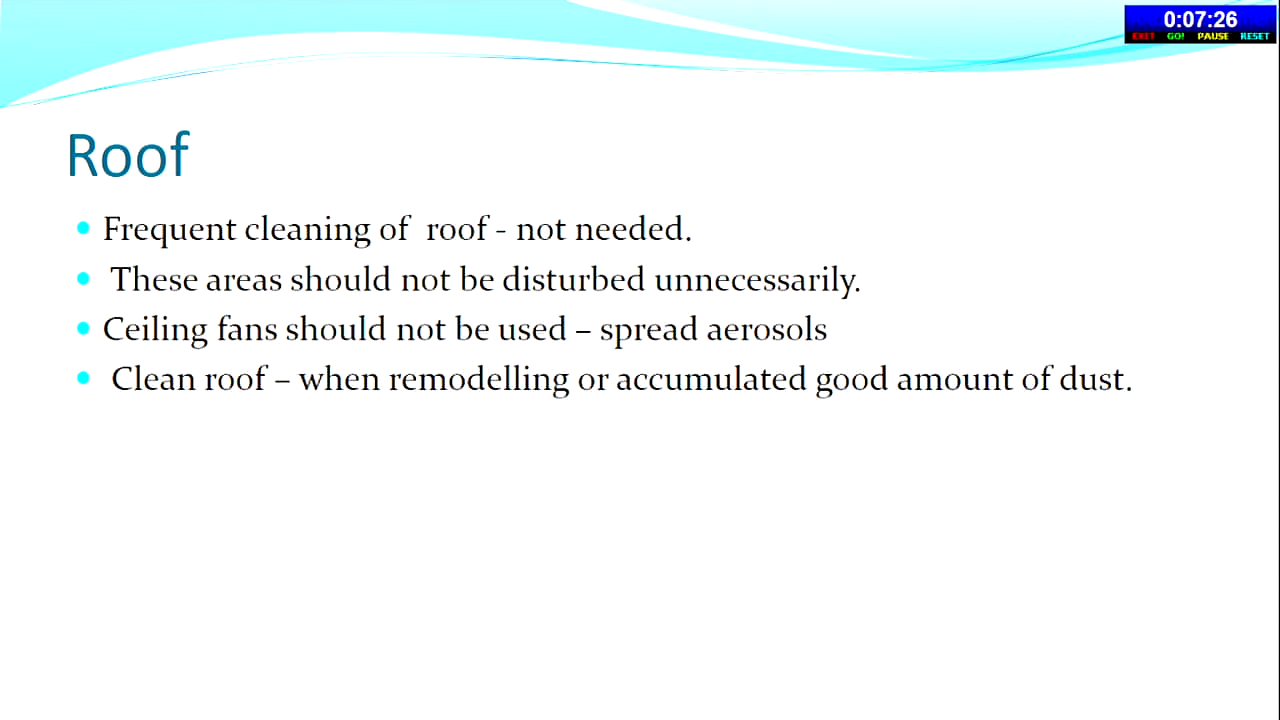 0:07:26
EXIT GO! PAUSE RESET
Roof
Frequent cleaning of roof - not needed.
These areas should not be disturbed unnecessarily.
Ceiling fans should not be used – spread aerosols
Clean roof – when remodelling or accumulated good amount of dust.